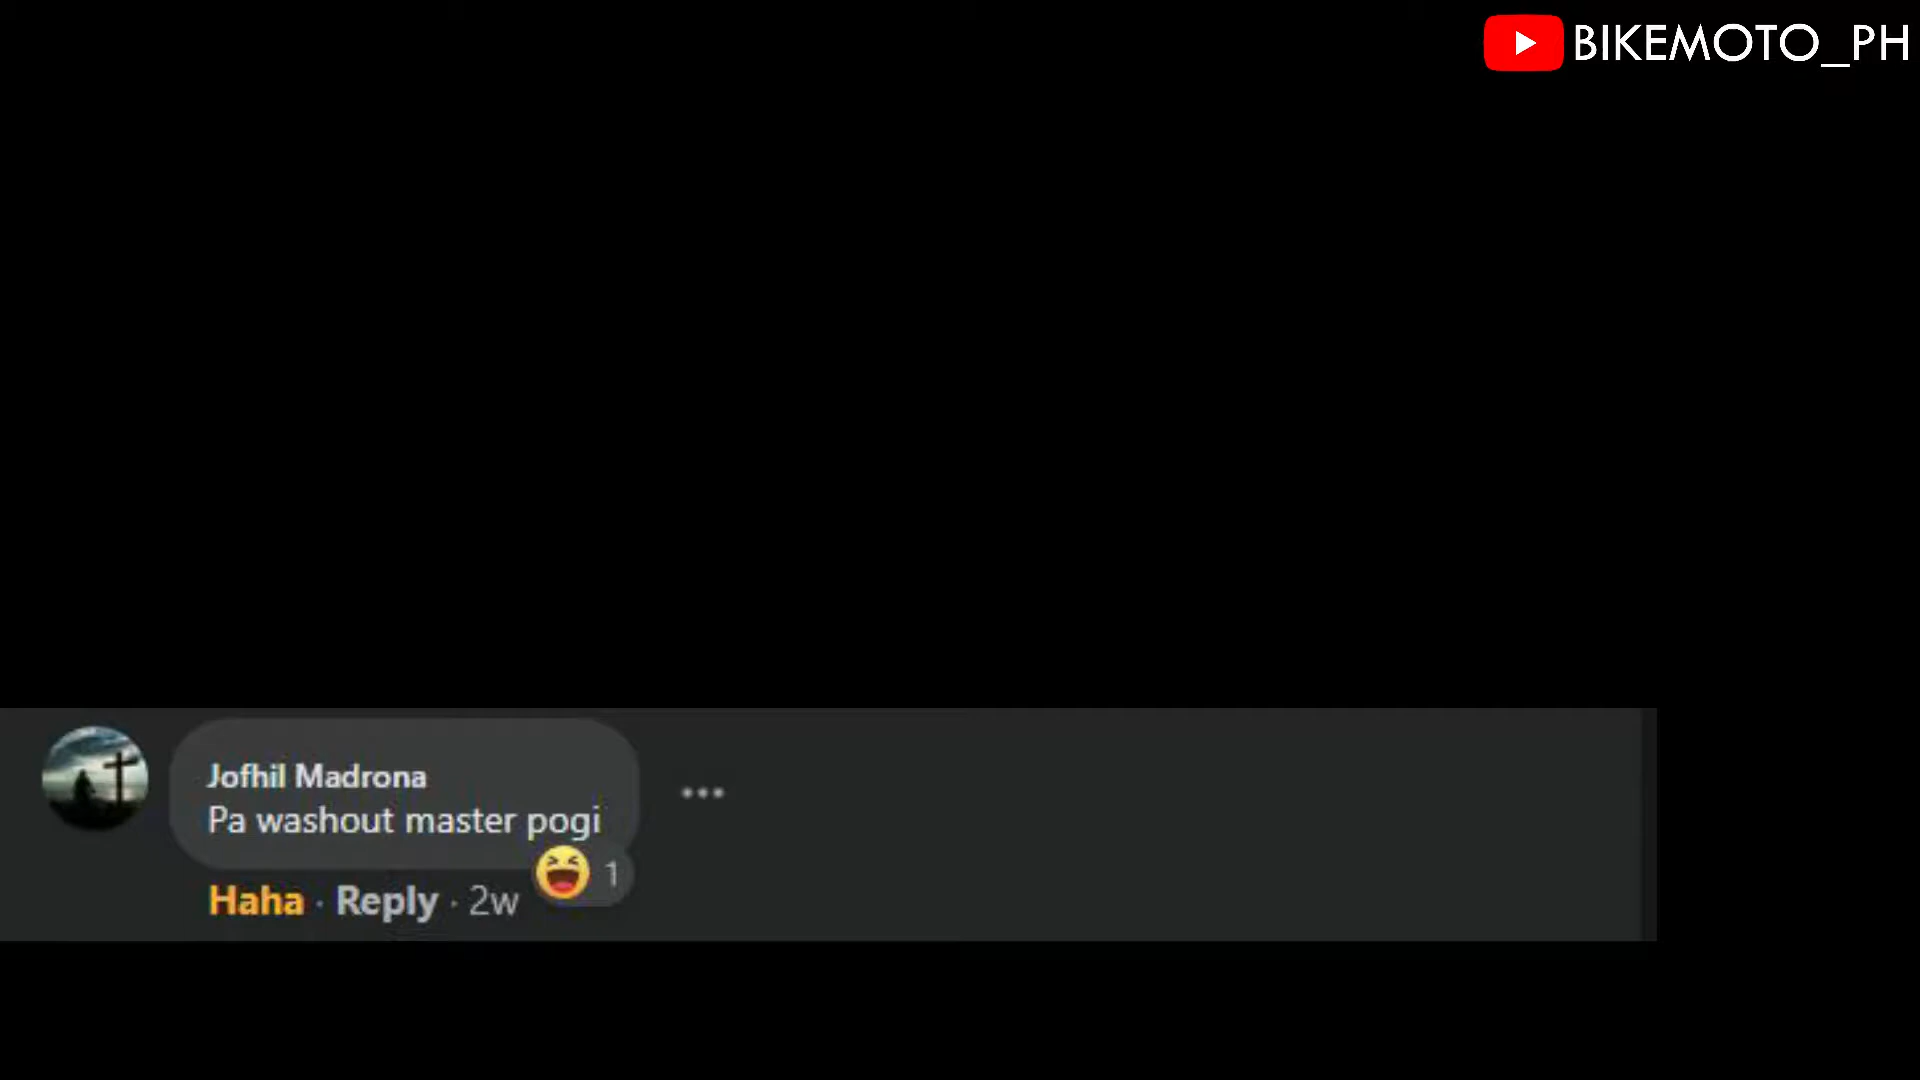 BIKEMOTO_PH
Jofhil Madrona
Pa washout master pogi
1
Haha · Reply · 2w